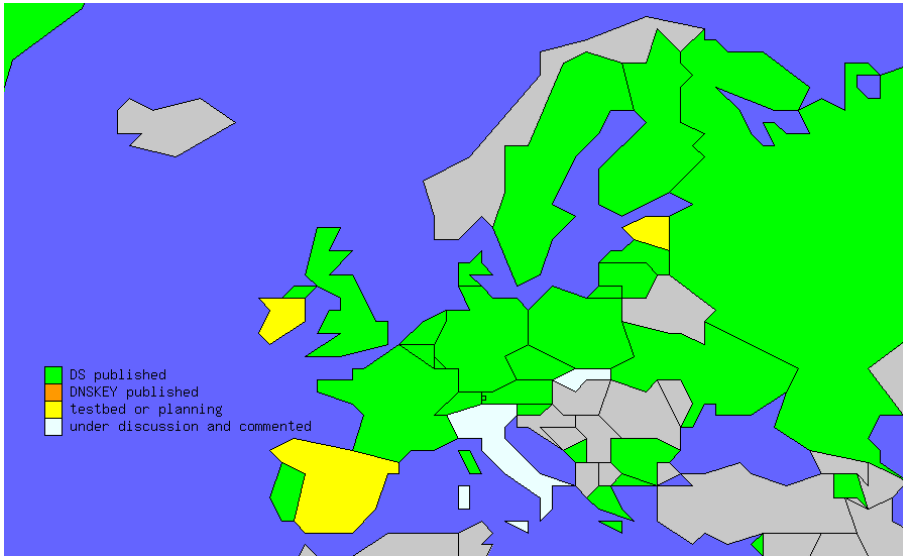 DS published
DNSKEY published
testbed or planning
under discussion and commented